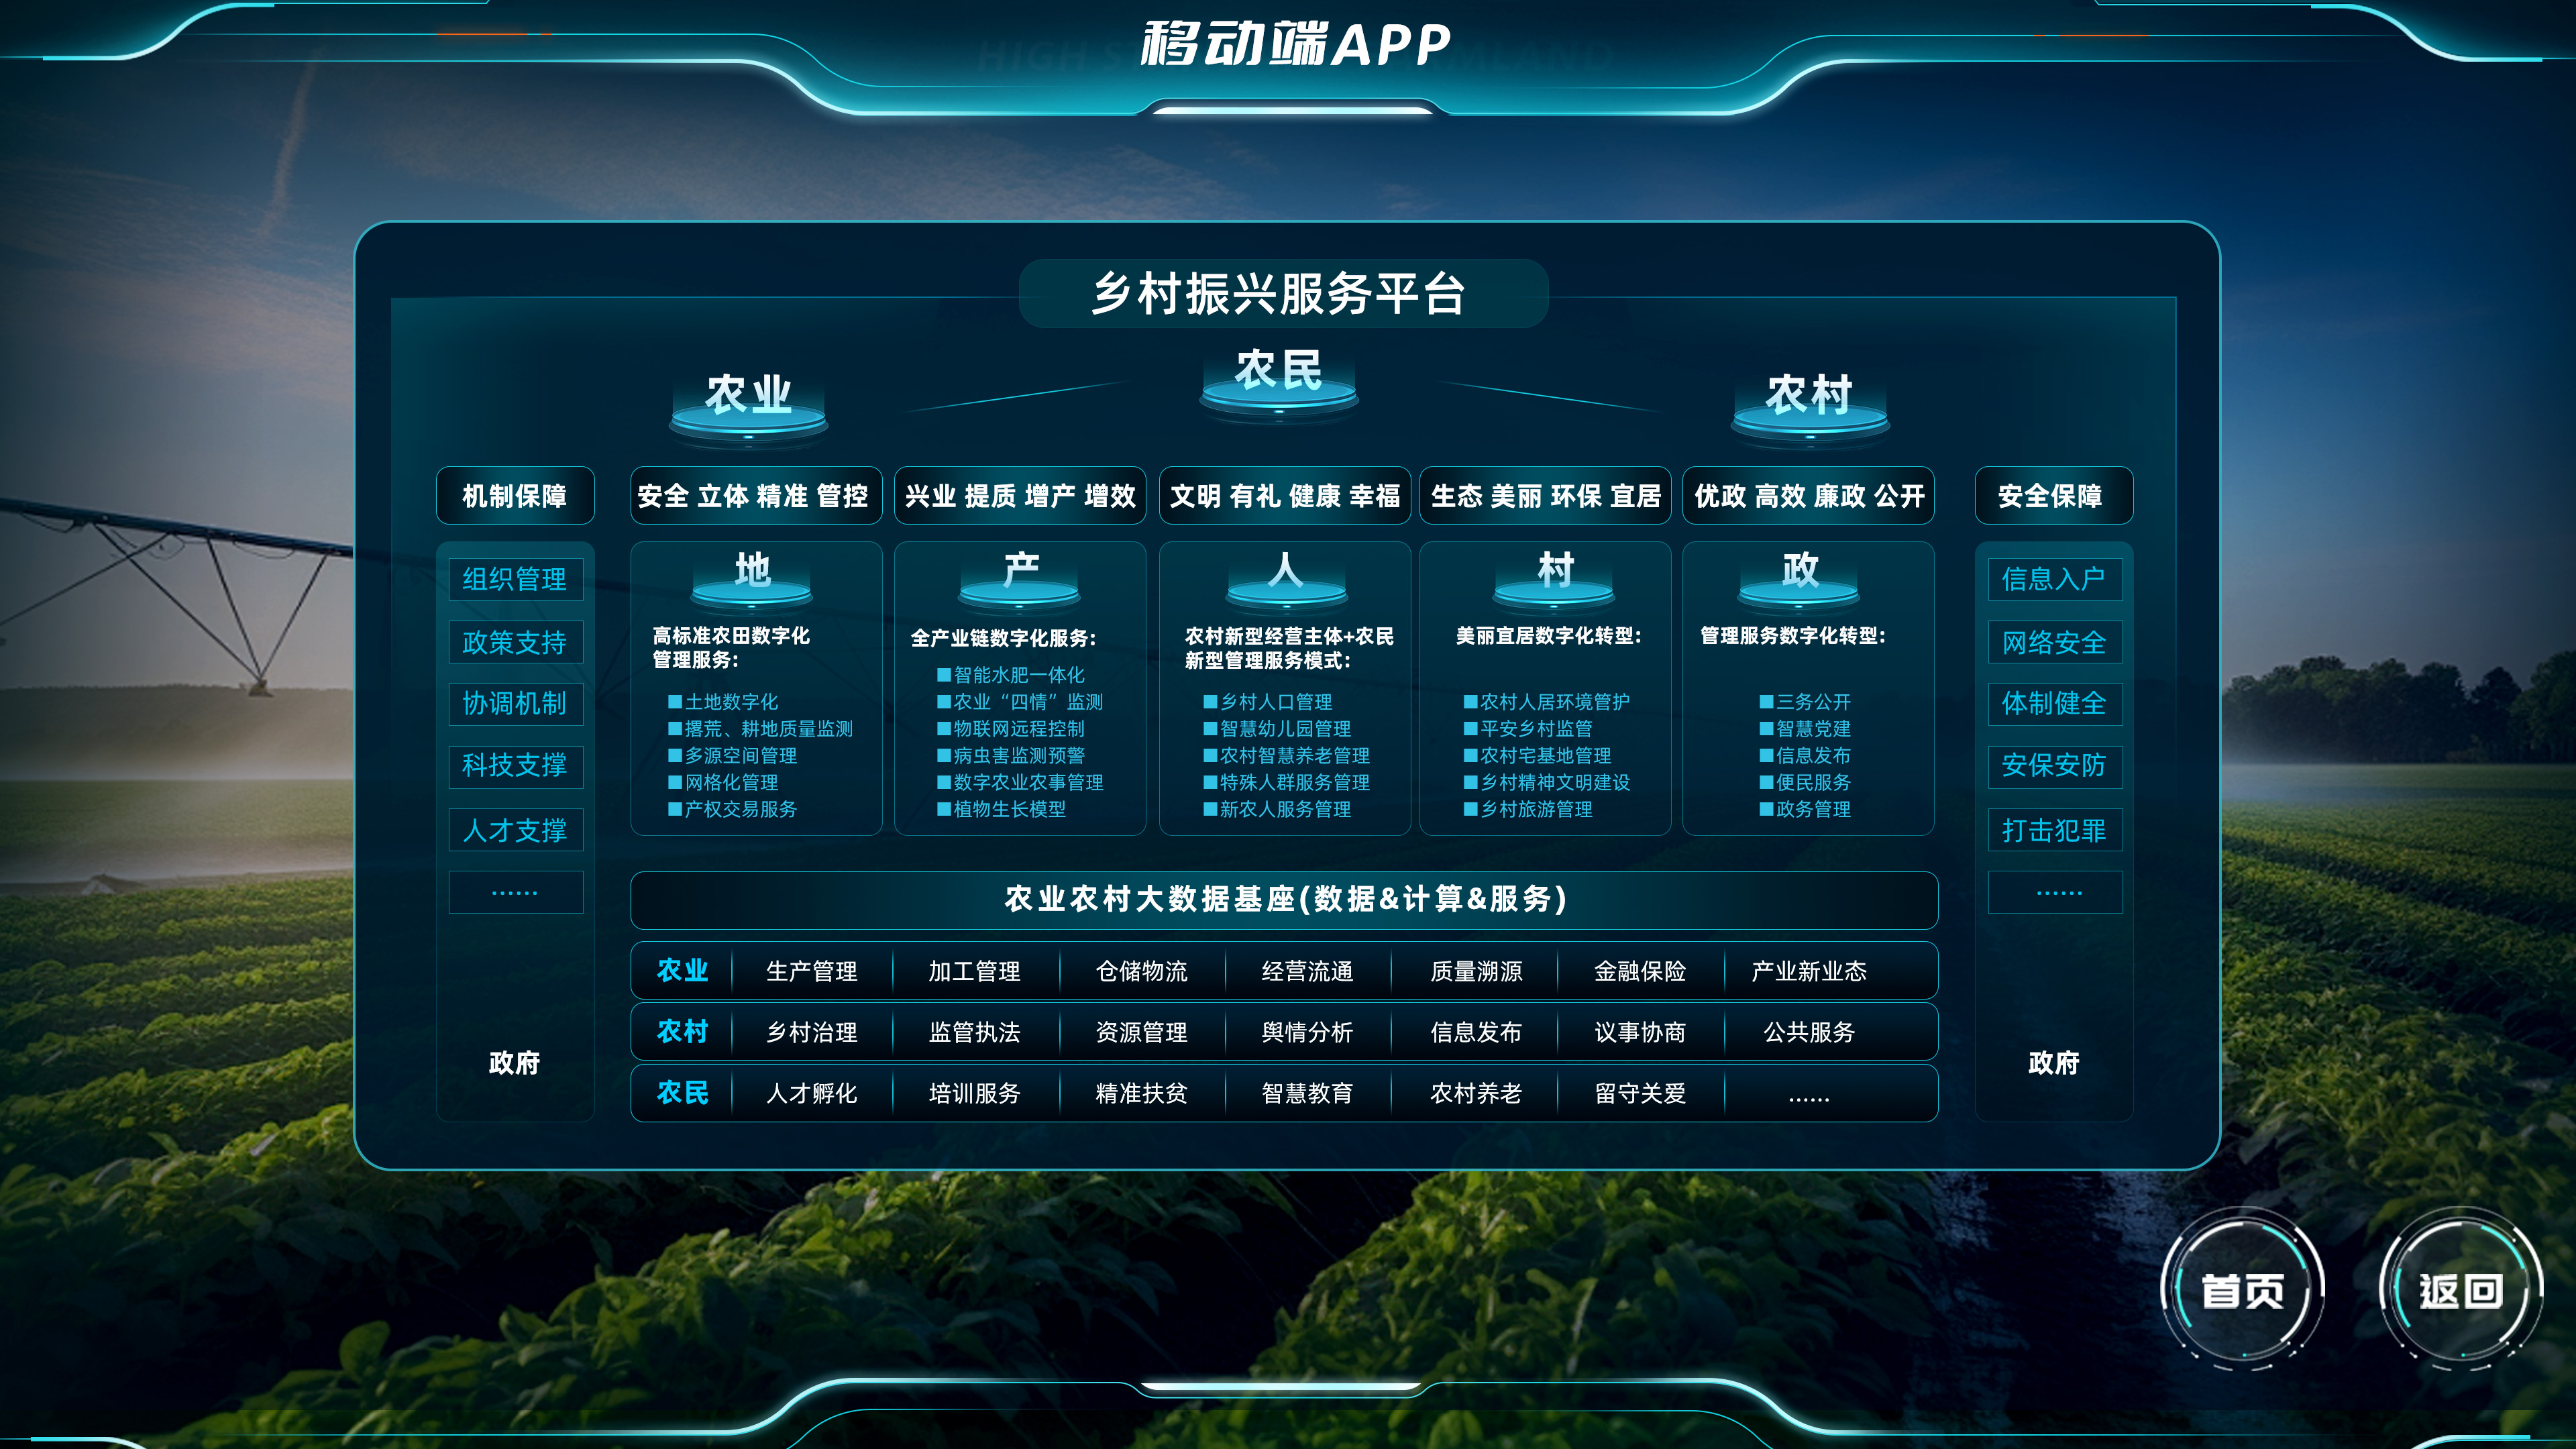 移动端APP
乡村振兴服务平台
农业
农民
农村
机制保障
组织管理
政策支持
协调机制
科技支撑
人才支撑
……
政府
安全 立体 精准 管控
地
高标准农田数字化
管理服务:
■土地数字化
■撂荒、耕地质量监测
■多源空间管理
■网格化管理
■产权交易服务
兴业 提质 增产 增效
产
全产业链数字化服务:
■智能水肥一体化
■农业“四情”监测
■物联网远程控制
■病虫害监测预警
■数字农业农事管理
■植物生长模型
文明 有礼 健康 幸福
人
农村新型经营主体+农民
新型管理服务模式:
■乡村人口管理
■智慧幼儿园管理
■农村智慧养老管理
■特殊人群服务管理
■新农人服务管理
生态 美丽 环保 宜居
村
美丽宜居数字化转型:
■农村人居环境管护
■平安乡村监管
■农村宅基地管理
■乡村精神文明建设
■乡村旅游管理
优政 高效 廉政 公开
政
管理服务数字化转型:
■三务公开
■智慧党建
■信息发布
■便民服务
■政务管理
安全保障
信息入户
网络安全
体制健全
安保安防
打击犯罪
……
政府
农业农村大数据基座(数据&计算&服务)
农业 生产管理 加工管理 仓储物流 经营流通 质量溯源 金融保险 产业新业态
农村 乡村治理 监管执法 资源管理 舆情分析 信息发布 议事协商 公共服务
农民 人才孵化 培训服务 精准扶贫 智慧教育 农村养老 留守关爱 ……
首页
返回